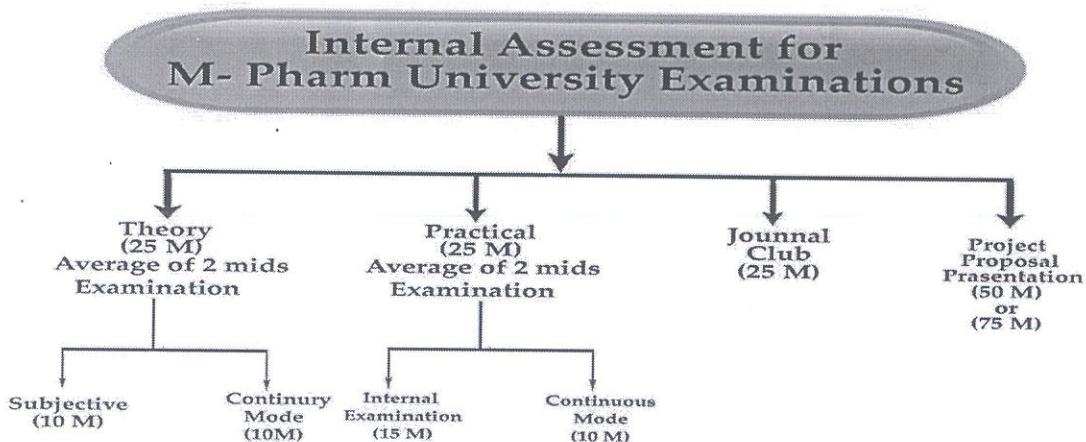 Internal Assessment for
M- Pharm University Examinations
Theory
(25 M)
Average of 2 mids
Examination
Practical
(25 M)
Average of 2 mids
Examination
Jounnal
Club
(25 M)
Project
Proposal
Prasentation
(50 M)
or
(75 M)
Subjective
(10 M)
Continury
Mode
(10M)
Internal
Examination
(15 M)
Continuous
Mode
(10 M)